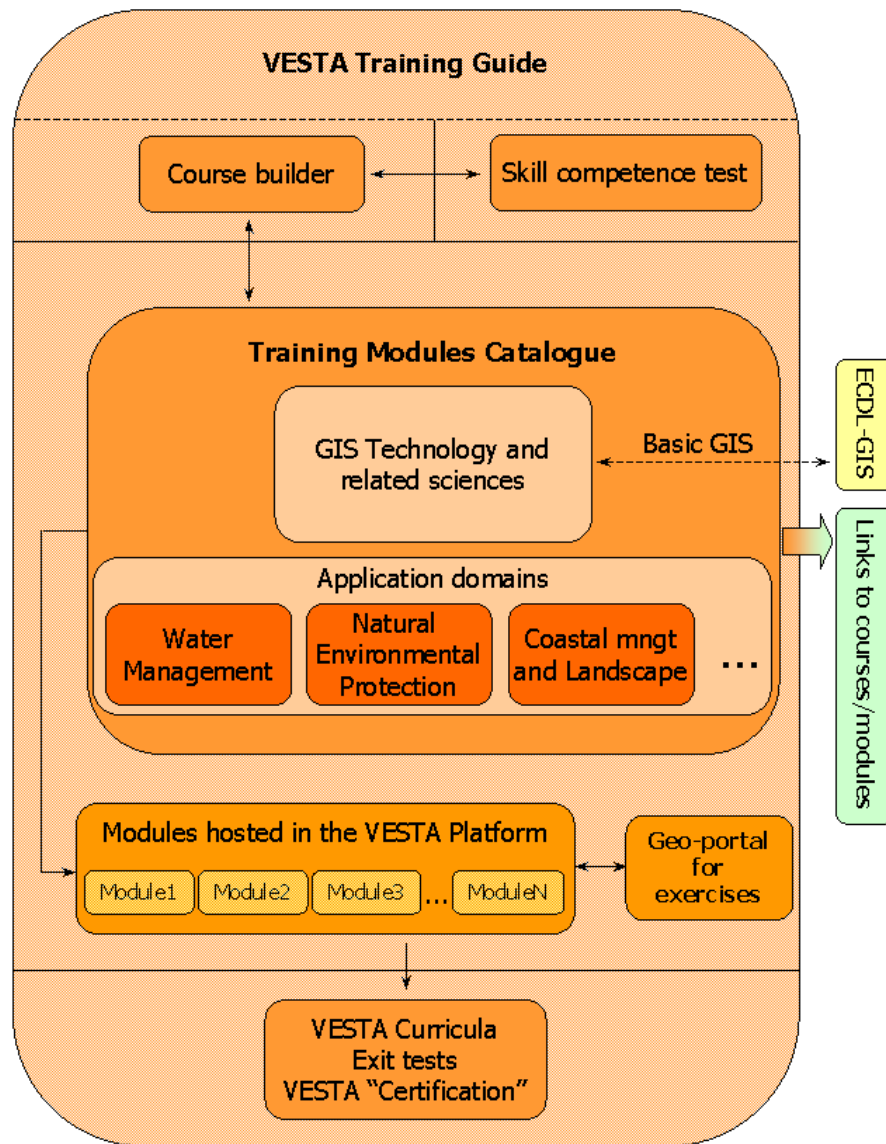 VESTA Training Guide
Course builder
Skill competence test
Training Modules Catalogue
GIS Technology and
related sciences
Basic GIS
ECDL-GIS
Links to courses/modules
Application domains
Water
Management
Natural
Environmental
Protection
Coastal mngt
and Landscape
...
Modules hosted in the VESTA Platform
Module1
Module2
Module3
...
ModuleN
Geo-portal
for
exercises
VESTA Curricula
Exit tests
VESTA “Certification”